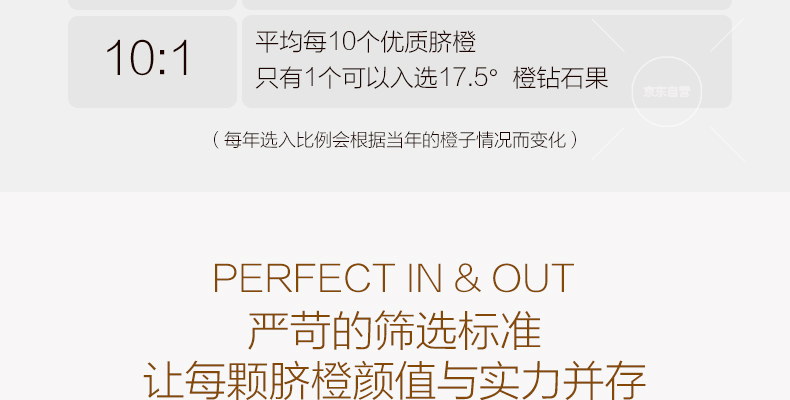 10:1
平均每10个优质脐橙
只有1个可以入选17.5°橙钻石果
京东自营
（每年选入比例会根据当年的橙子情况而变化）
PERFECT IN & OUT
严苛的筛选标准
让每颗脐橙颜值与实力并存